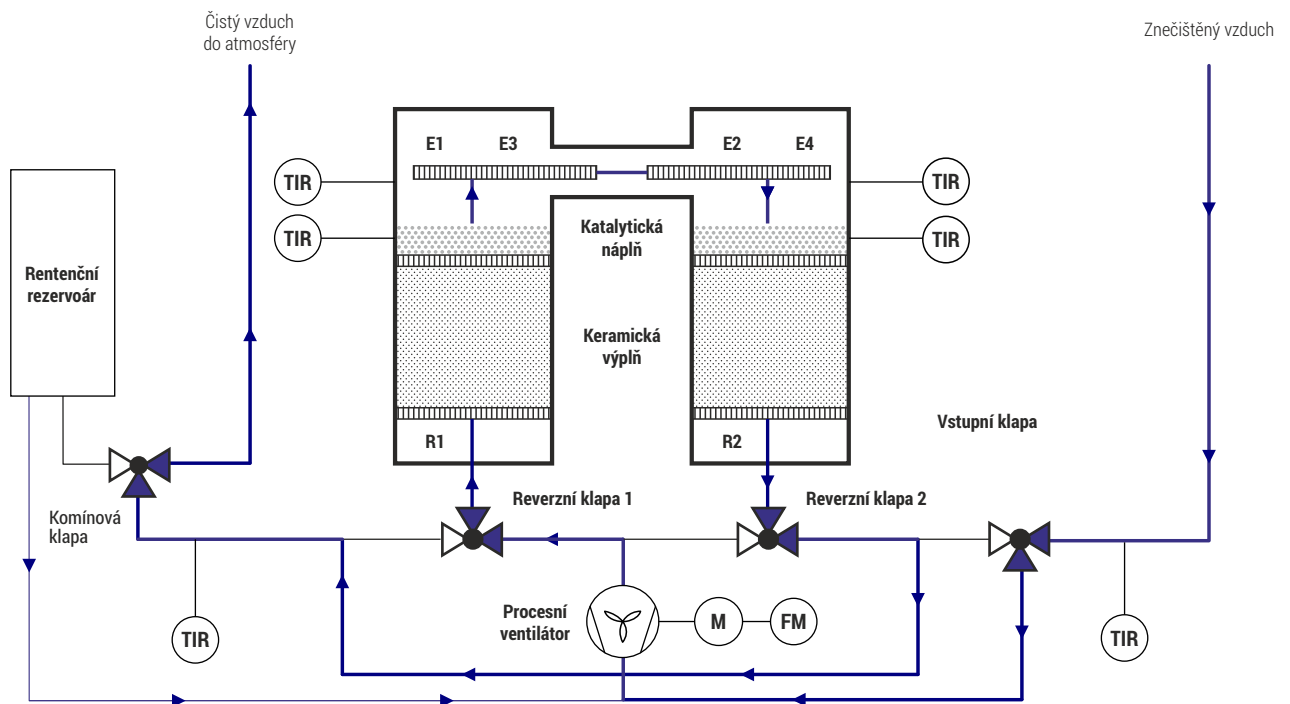 Čistý vzduch
do atmosféry
Znečištěný vzduch
E1
E3
E2
E4
TIR
TIR
TIR
TIR
Katalytická
náplň
Rentenční
rezervoár
Keramická
výplň
R1
R2
Vstupní klapa
Reverzní klapa 1
Reverzní klapa 2
Komínová
klapa
Procesní
ventilátor
M
FM
TIR
TIR